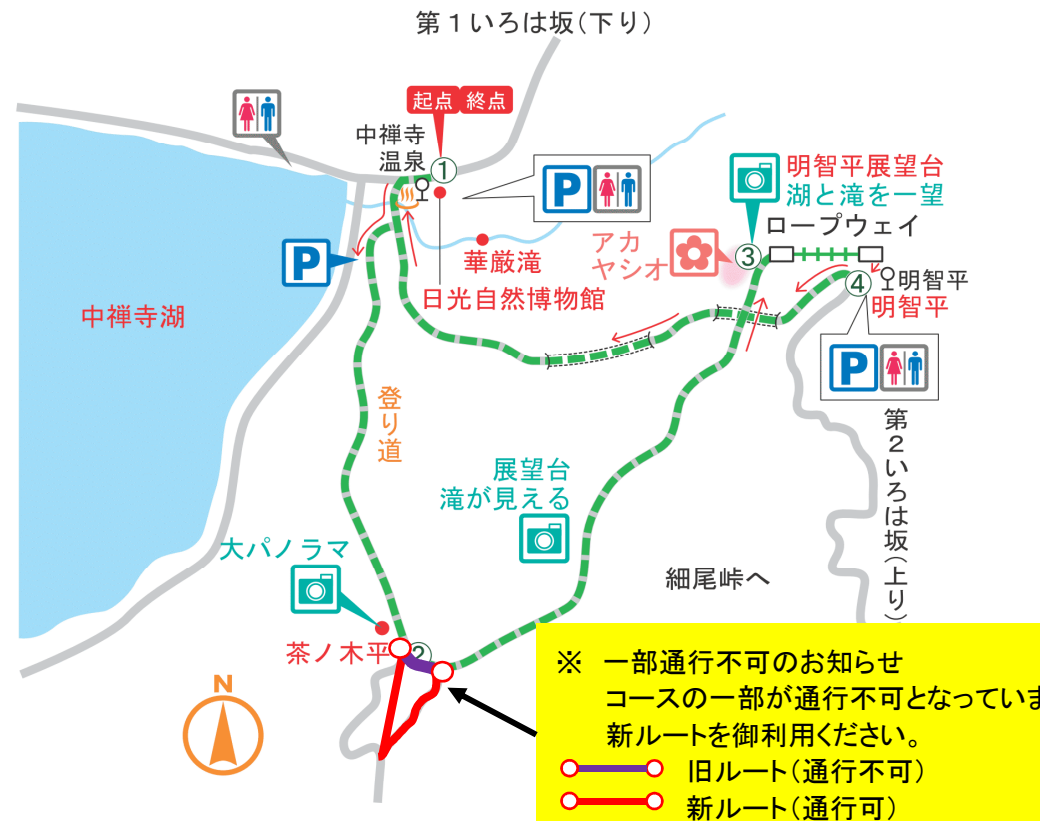 第１いろは坂(下り)
起点 終点
中禅寺
温泉
①
P
明智平展望台
湖と滝を一望
ロープウェイ
アカ
ヤシオ
③
④
明智平
明智平
P
華厳滝
日光自然博物館
P
中禅寺湖
登り道
展望台
滝が見える
第２いろは坂(上り)
大パノラマ
細尾峠へ
茶ノ木平
②
N
※ 一部通行不可のお知らせ
コースの一部が通行不可となっていま
新ルートを御利用ください。
旧ルート(通行不可)
新ルート(通行可)